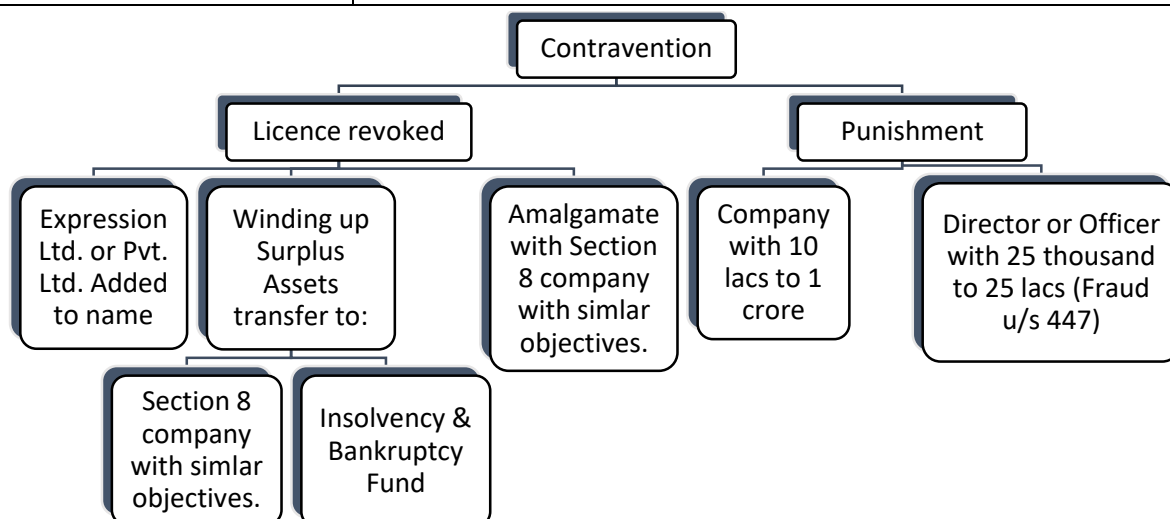 Contravention
Licence revoked
Punishment
Expression
Ltd. or Pvt.
Ltd. Added
to name
Winding up
Surplus
Assets
transfer to:
Amalgamate
with Section
8 company
with simlar
objectives.
Company
with 10
lacs to 1
crore
Director or Officer
with 25 thousand
to 25 lacs (Fraud
u/s 447)
Section 8
company
with simlar
objectives.
Insolvency &
Bankruptcy
Fund